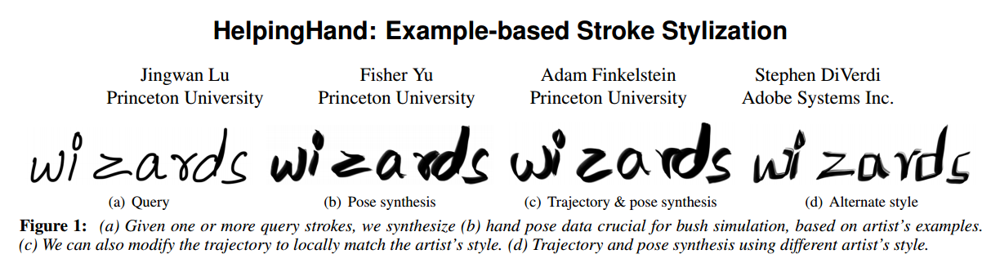 HelpingHand: Example-based Stroke Stylization
Jingwan Lu Fisher Yu Adam Finkelstein Stephen DiVerdi
Princeton University Princeton University Princeton University Adobe Systems Inc.
wizards wizards wizards wizards
(a) Query (b) Pose synthesis (c) Trajectory & pose synthesis (d) Alternate style
Figure 1: (a) Given one or more query strokes, we synthesize (b) hand pose data crucial for bush simulation, based on artist's examples.
(c) We can also modify the trajectory to locally match the artist's style. (d) Trajectory and pose synthesis using different artist's style.